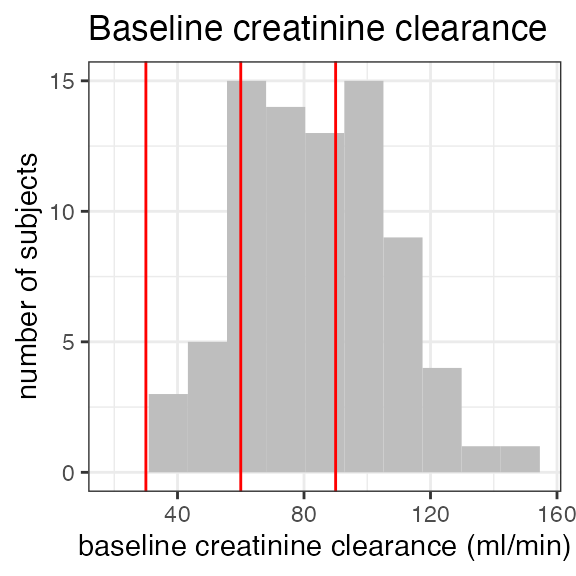 Baseline creatinine clearance
15
10
5
0
number of subjects
40 80 120 160
baseline creatinine clearance (ml/min)